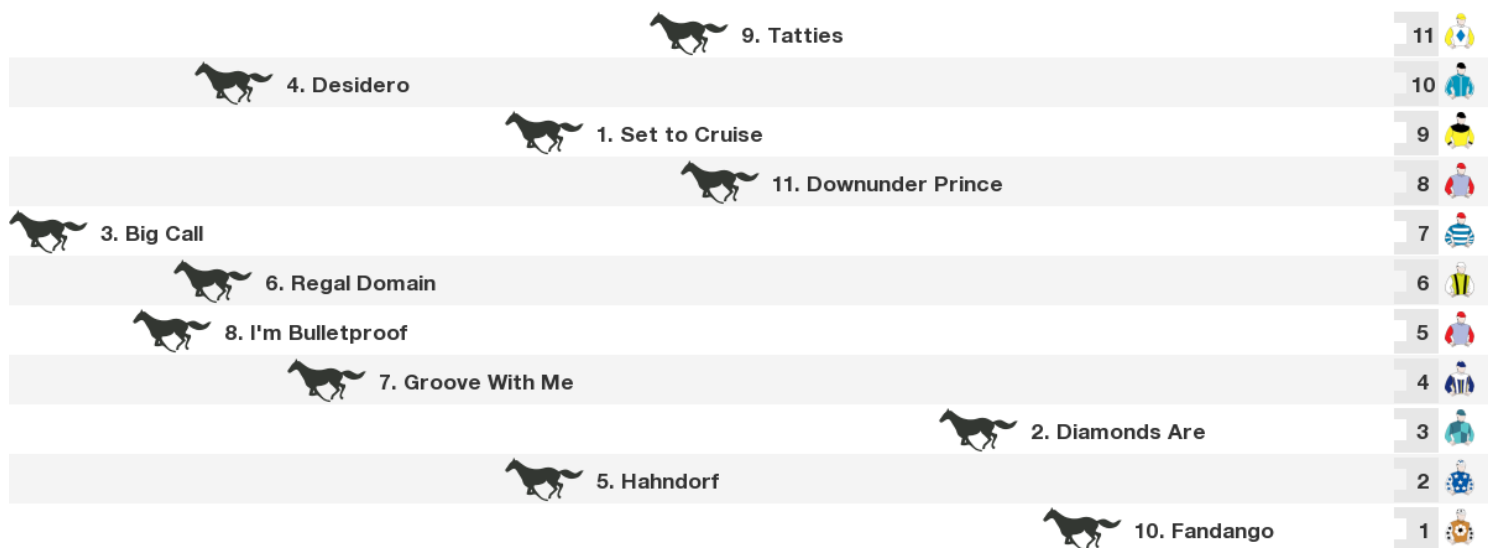 9. Tatties 11
4. Desidero 10
1. Set to Cruise 9
11. Downunder Prince 8
3. Big Call 7
6. Regal Domain 6
8. I'm Bulletproof 5
7. Groove With Me 4
2. Diamonds Are 3
5. Hahndorf 2
10. Fandango 1